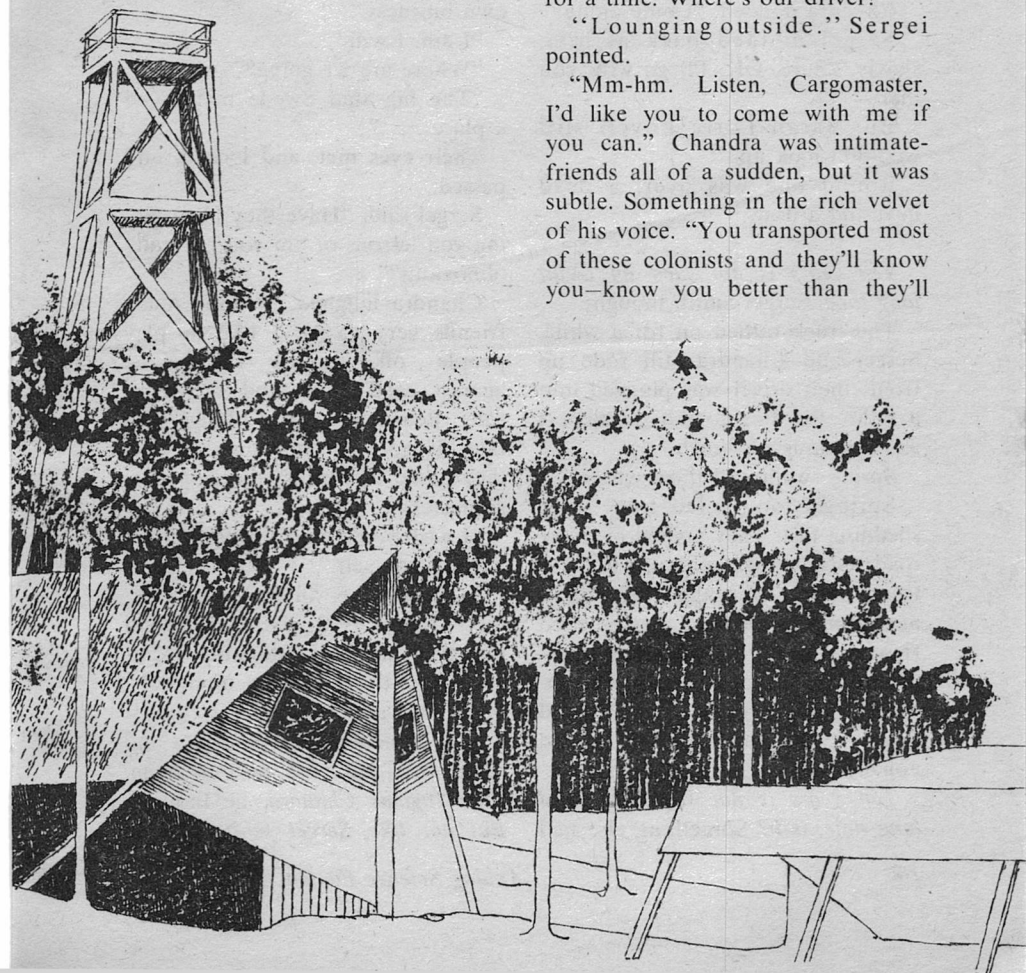 for a time. Where's our driver?"
"Lounging outside." Sergei
pointed.
"Mm-hm. Listen, Cargomaster,
I'd like you to come with me if
you can." Chandra was intimate-
friends all of a sudden, but it was
subtle. Something in the rich velvet
of his voice. "You transported most
of these colonists and they'll know
you—know you better than they'll